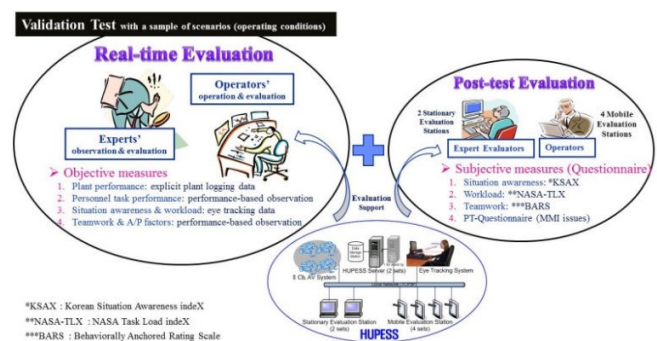 Validation Test with a sample of scenarios (operating conditions)
Real-time Evaluation
Operators'
operation & evaluation
Experts'
observation & evaluation
➤ Objective measures
1. Plant performance: explicit plant logging data
2. Personnel task performance: performance-based observation
3. Situation awareness & workload: eye tracking data
4. Teamwork & A/P factors: performance-based observation
Post-test Evaluation
2 Stationary
Evaluation
Stations
4 Mobile
Evaluation
Stations
Expert Evaluators
Operators
➤ Subjective measures (Questionnaire)
1. Situation awareness: *KSAX
2. Workload: **NASA-TLX
3. Teamwork: ***BARS
4. PT-Questionnaire (MMI issues)
Evaluation
Support
HUPESS Server (2 sets)
Eye Tracking System
8 Ch. AV System
Stationary Evaluation Station
(2 sets)
Mobile Evaluation Station
(4 sets)
HUPESS
*KSAX : Korean Situation Awareness indeX
**NASA-TLX : NASA Task Load indeX
***BARS : Behaviorally Anchored Rating Scale